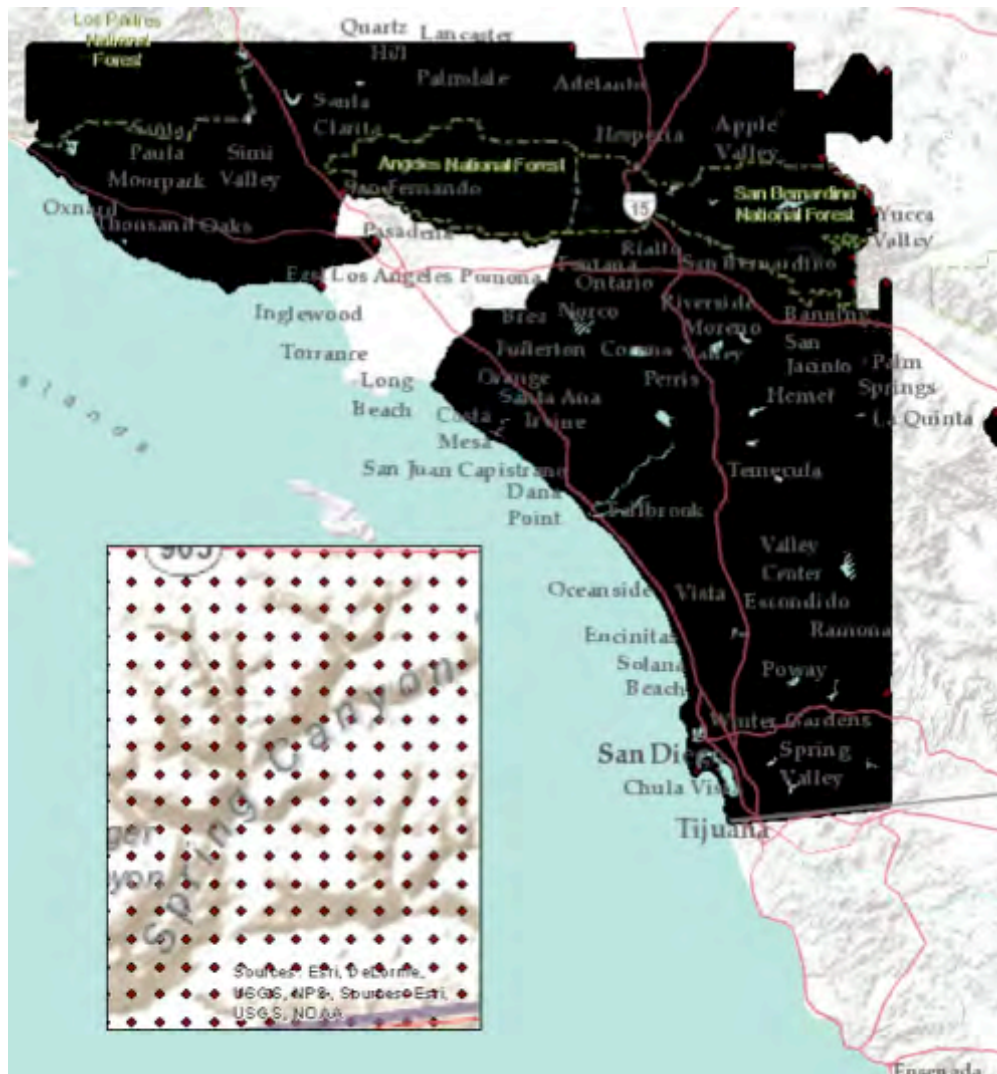 Los Padres
National
Forest
Quartz
Hill
Lancaster
Palmdale
Adelanto
Santa
Clarita
Hesperia
Apple
Valley
Santa
Paula
Simi
Valley
Moorpark
Angeles National Forest
San Fernando
San Bernardino
National Forest
15
Oxnard
Thousand Oaks
Pasadena
Yucca
Valley
Rialto
East Los Angeles
Pomona
Fontana
San Bernardino
Ontario
Inglewood
Brea
Norco
Riverside
Moreno
Valley
Banning
San
Jacinto
Torrance
Fullerton
Corona
Palm
Springs
Long
Beach
Orange
Santa Ana
Perris
Hemet
Costa
Mesa
Irvine
La Quinta
slands
San Juan Capistrano
Temecula
Dana
Point
Fallbrook
Valley
Center
Oceanside
Vista
Escondido
Encinitas
Ramona
Solana
Beach
Poway
Winter Gardens
San Diego
Spring
Valley
Chula Vista
Tijuana
Ensenada
905
Spring Canyon
ger
yon
Sources: Esri, DeLorme,
USGS, NPS, Sources: Esri,
USGS, NOAA